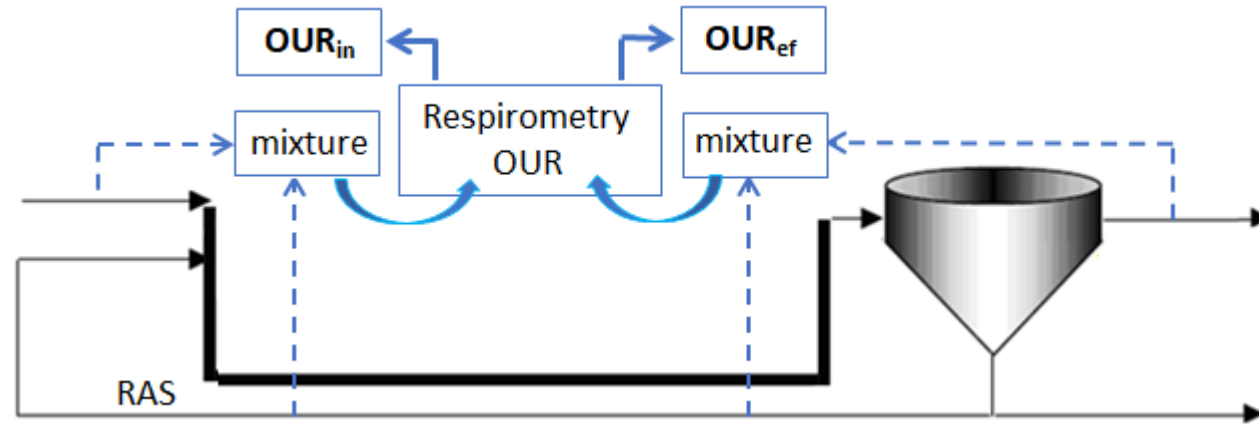 OURin
OURef
Respirometry
OUR
mixture
mixture
RAS